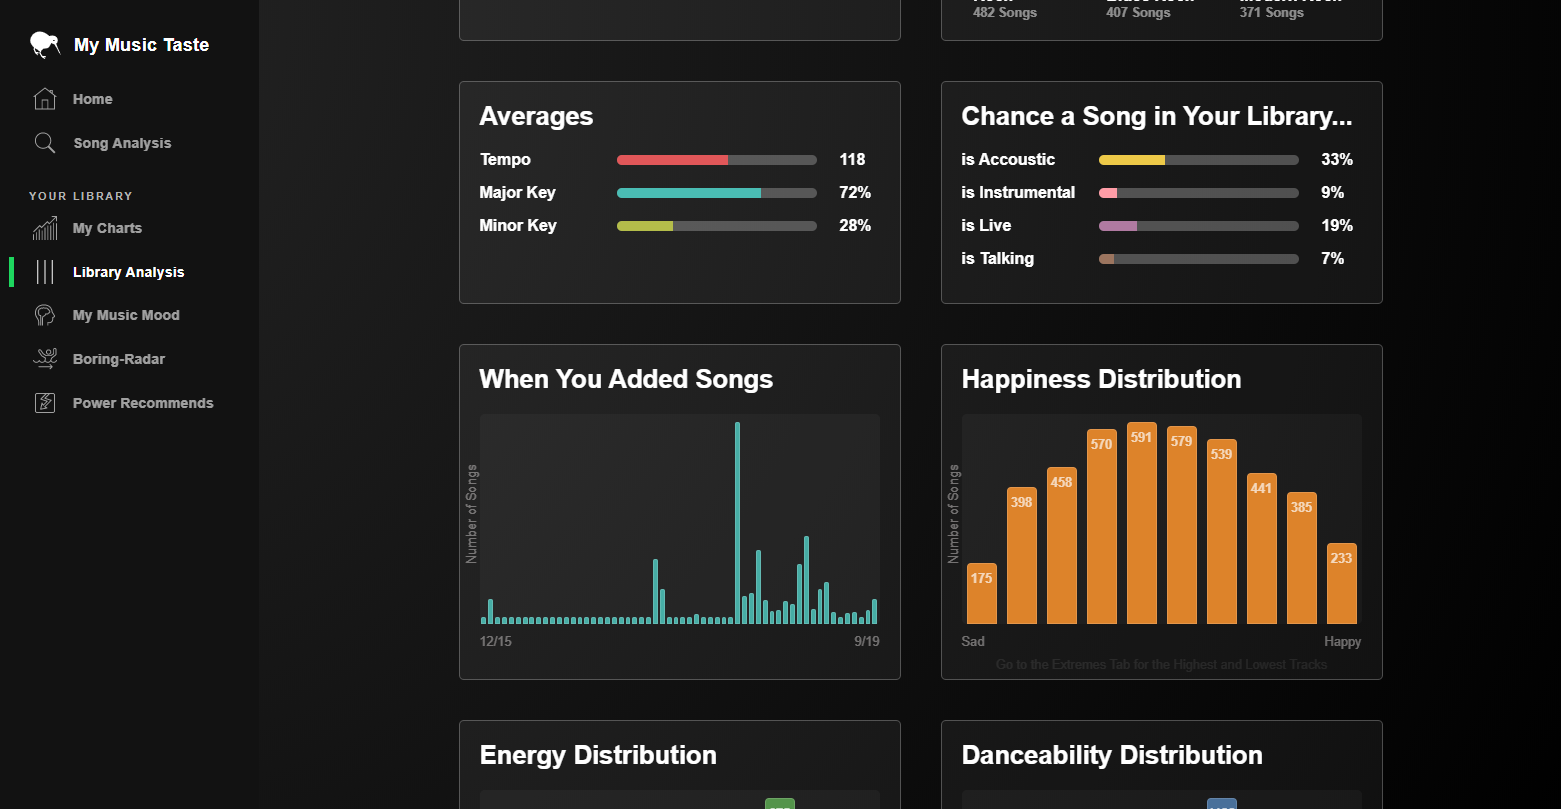 My Music Taste
Home
Song Analysis
YOUR LIBRARY
My Charts
Library Analysis
My Music Mood
Boring-Radar
Power Recommends
482 Songs
407 Songs
371 Songs
Averages
Tempo 118
Major Key 72%
Minor Key 28%
Chance a Song in Your Library...
is Accoustic 33%
is Instrumental 9%
is Live 19%
is Talking 7%
When You Added Songs
Number of Songs
12/15 9/19
Happiness Distribution
Number of Songs
175 398 458 570 591 579 539 441 385 233
Sad Happy
Go to the Extremes Tab for the Highest and Lowest Tracks
Energy Distribution
Danceability Distribution